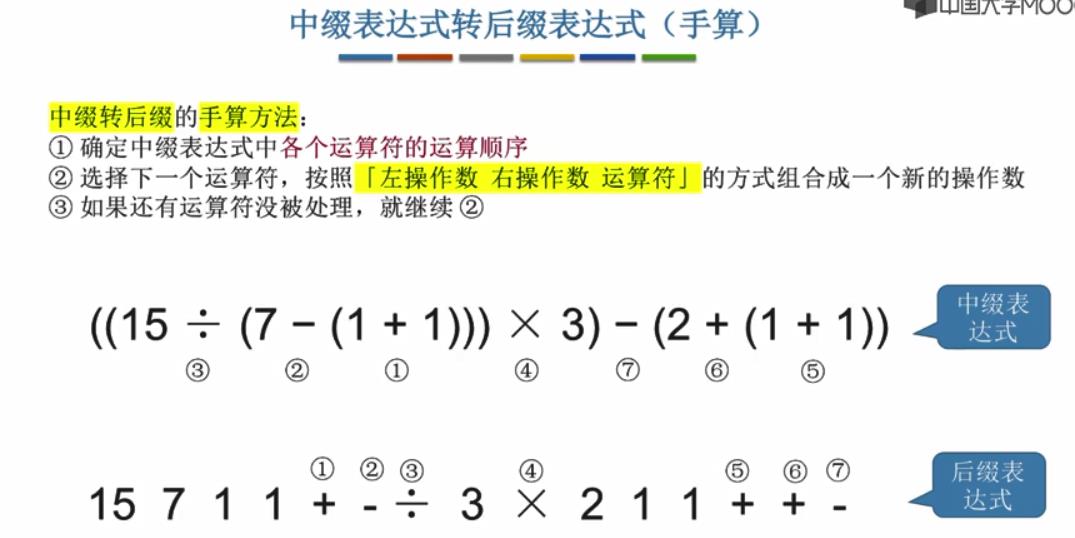 中国大学MOO
中缀表达式转后缀表达式（手算）
中缀转后缀的手算方法：
① 确定中缀表达式中各个运算符的运算顺序
② 选择下一个运算符，按照「左操作数 右操作数 运算符」的方式组合成一个新的操作数
③ 如果还有运算符没被处理，就继续 ②
((15 ÷ (7 − (1 + 1))) × 3) − (2 + (1 + 1))
③ ② ① ④ ⑦ ⑥ ⑤
中缀表
达式
① ② ③ ④ ⑤ ⑥ ⑦
15 7 1 1 + - ÷ 3 × 2 1 1 + + -
后缀表
达式